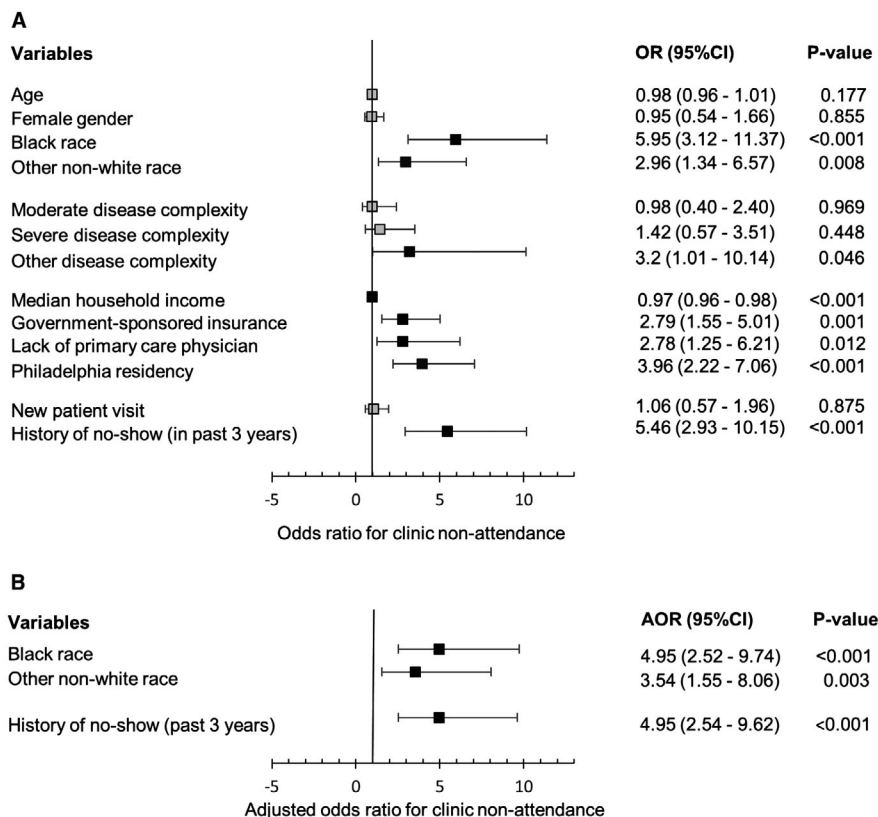 A
Variables OR (95%CI) P-value
Age 0.98 (0.96 - 1.01) 0.177
Female gender 0.95 (0.54 - 1.66) 0.855
Black race 5.95 (3.12 - 11.37) <0.001
Other non-white race 2.96 (1.34 - 6.57) 0.008
Moderate disease complexity 0.98 (0.40 - 2.40) 0.969
Severe disease complexity 1.42 (0.57 - 3.51) 0.448
Other disease complexity 3.2 (1.01 - 10.14) 0.046
Median household income 0.97 (0.96 - 0.98) <0.001
Government-sponsored insurance 2.79 (1.55 - 5.01) 0.001
Lack of primary care physician 2.78 (1.25 - 6.21) 0.012
Philadelphia residency 3.96 (2.22 - 7.06) <0.001
New patient visit 1.06 (0.57 - 1.96) 0.875
History of no-show (in past 3 years) 5.46 (2.93 - 10.15) <0.001
-5 0 5 10
Odds ratio for clinic non-attendance
B
Variables AOR (95%CI) P-value
Black race 4.95 (2.52 - 9.74) <0.001
Other non-white race 3.54 (1.55 - 8.06) 0.003
History of no-show (past 3 years) 4.95 (2.54 - 9.62) <0.001
-5 0 5 10
Adjusted odds ratio for clinic non-attendance